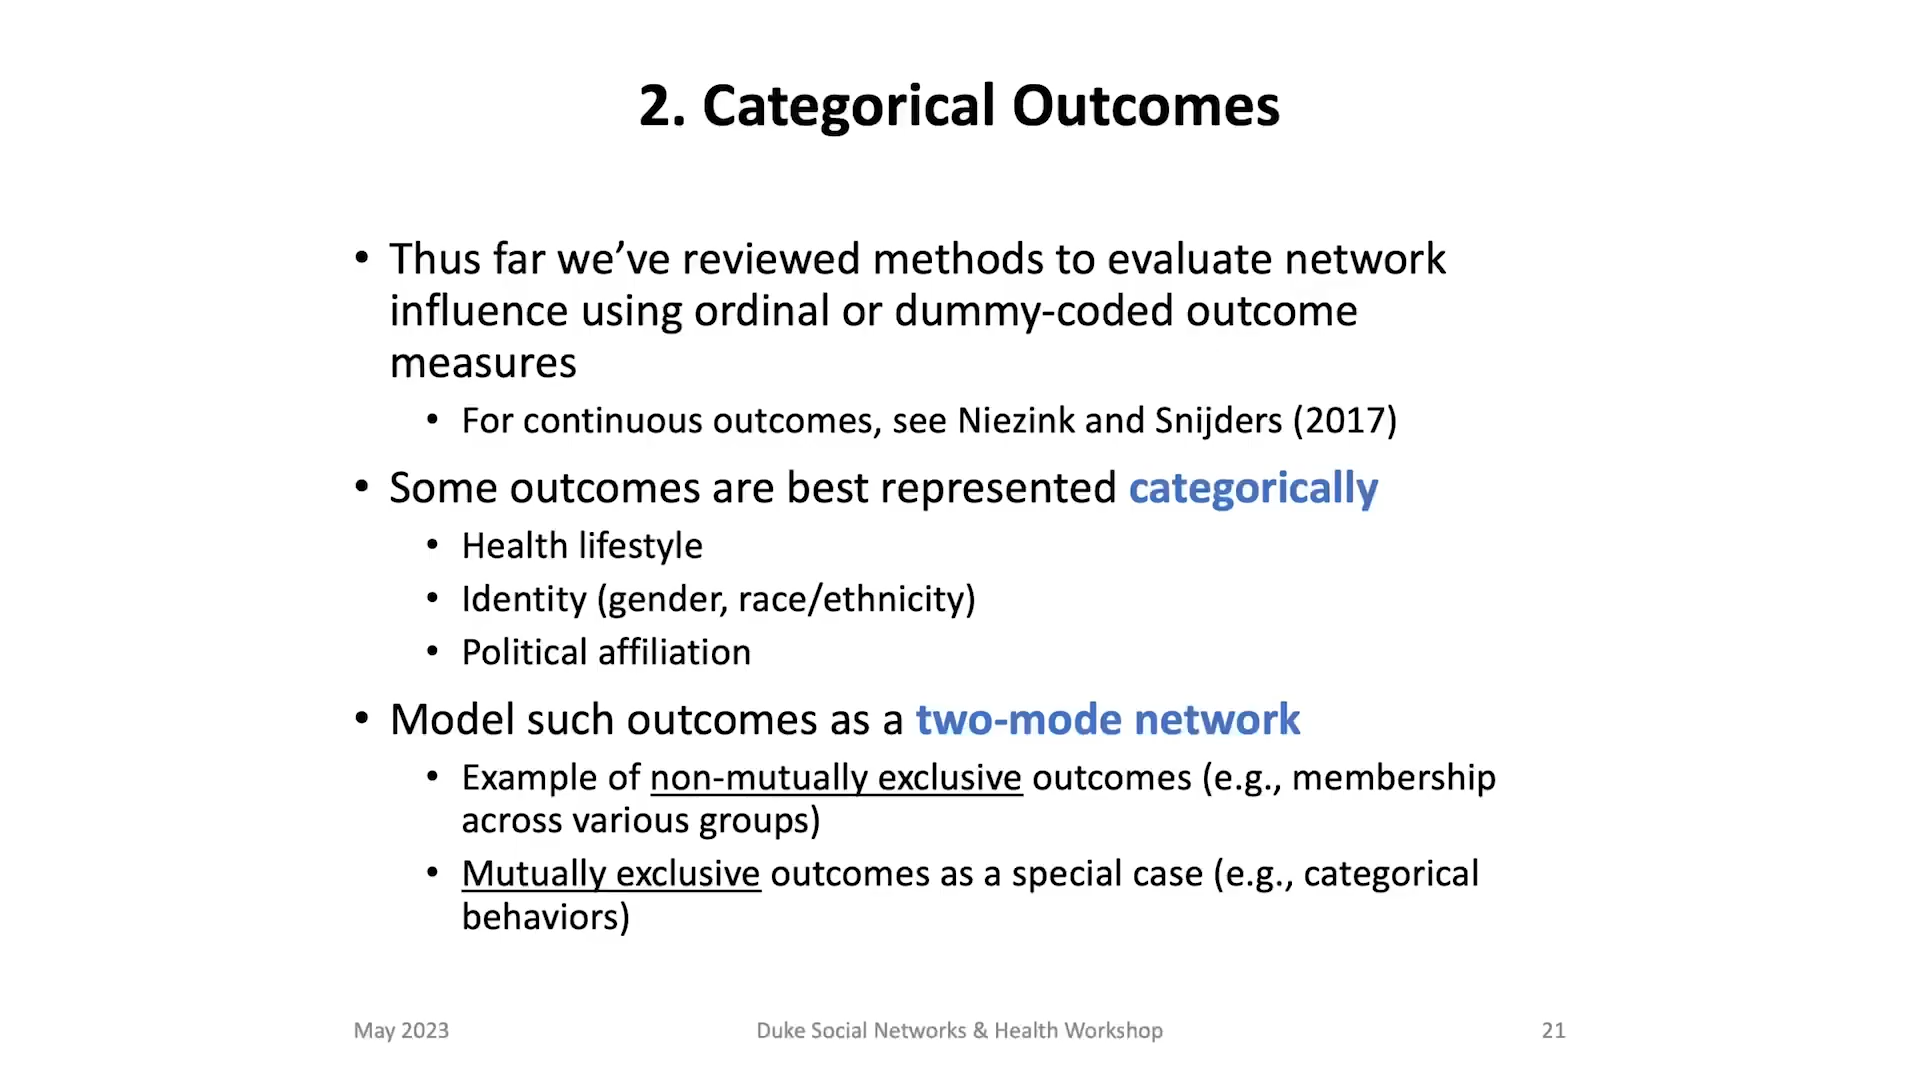 2. Categorical Outcomes
• Thus far we’ve reviewed methods to evaluate network
influence using ordinal or dummy-coded outcome
measures
• For continuous outcomes, see Niezink and Snijders (2017)
• Some outcomes are best represented categorically
• Health lifestyle
• Identity (gender, race/ethnicity)
• Political affiliation
• Model such outcomes as a two-mode network
• Example of non-mutually exclusive outcomes (e.g., membership
across various groups)
• Mutually exclusive outcomes as a special case (e.g., categorical
behaviors)
May 2023 Duke Social Networks & Health Workshop 21